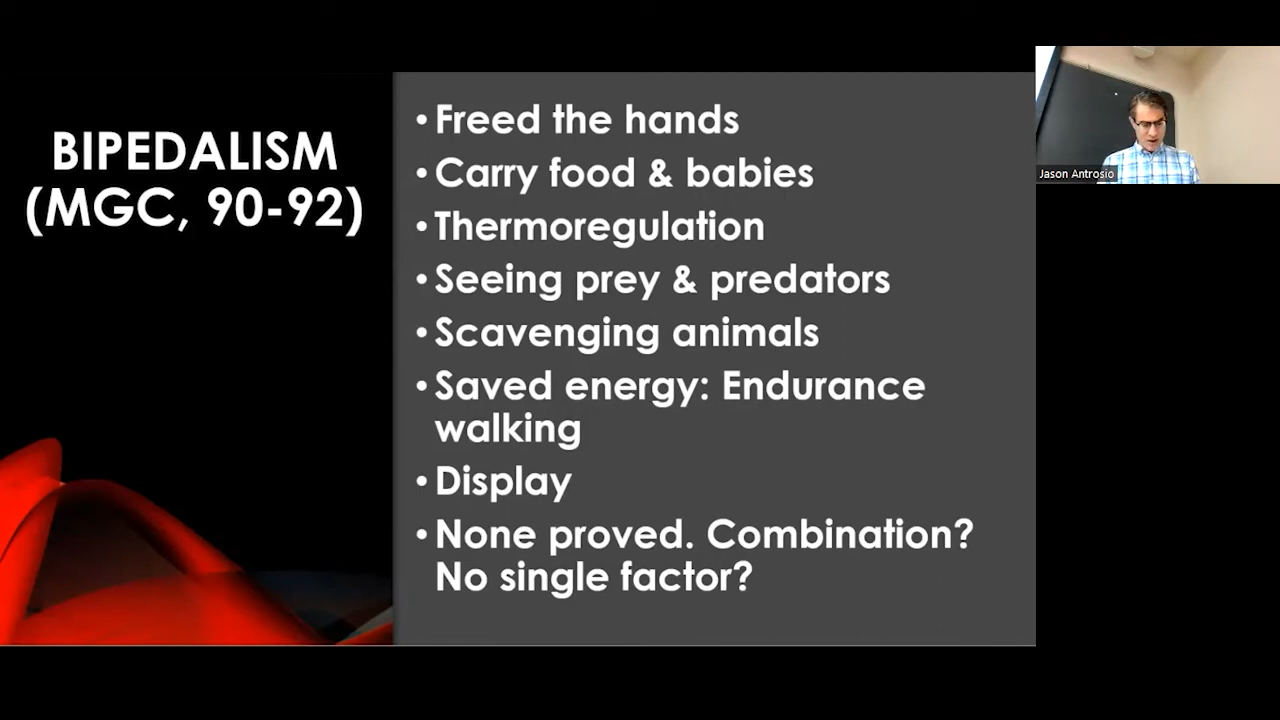 BIPEDALISM
(MGC, 90-92)
• Freed the hands
• Carry food & babies
• Thermoregulation
• Seeing prey & predators
• Scavenging animals
• Saved energy: Endurance
walking
• Display
• None proved. Combination?
No single factor?
Jason Antrosio